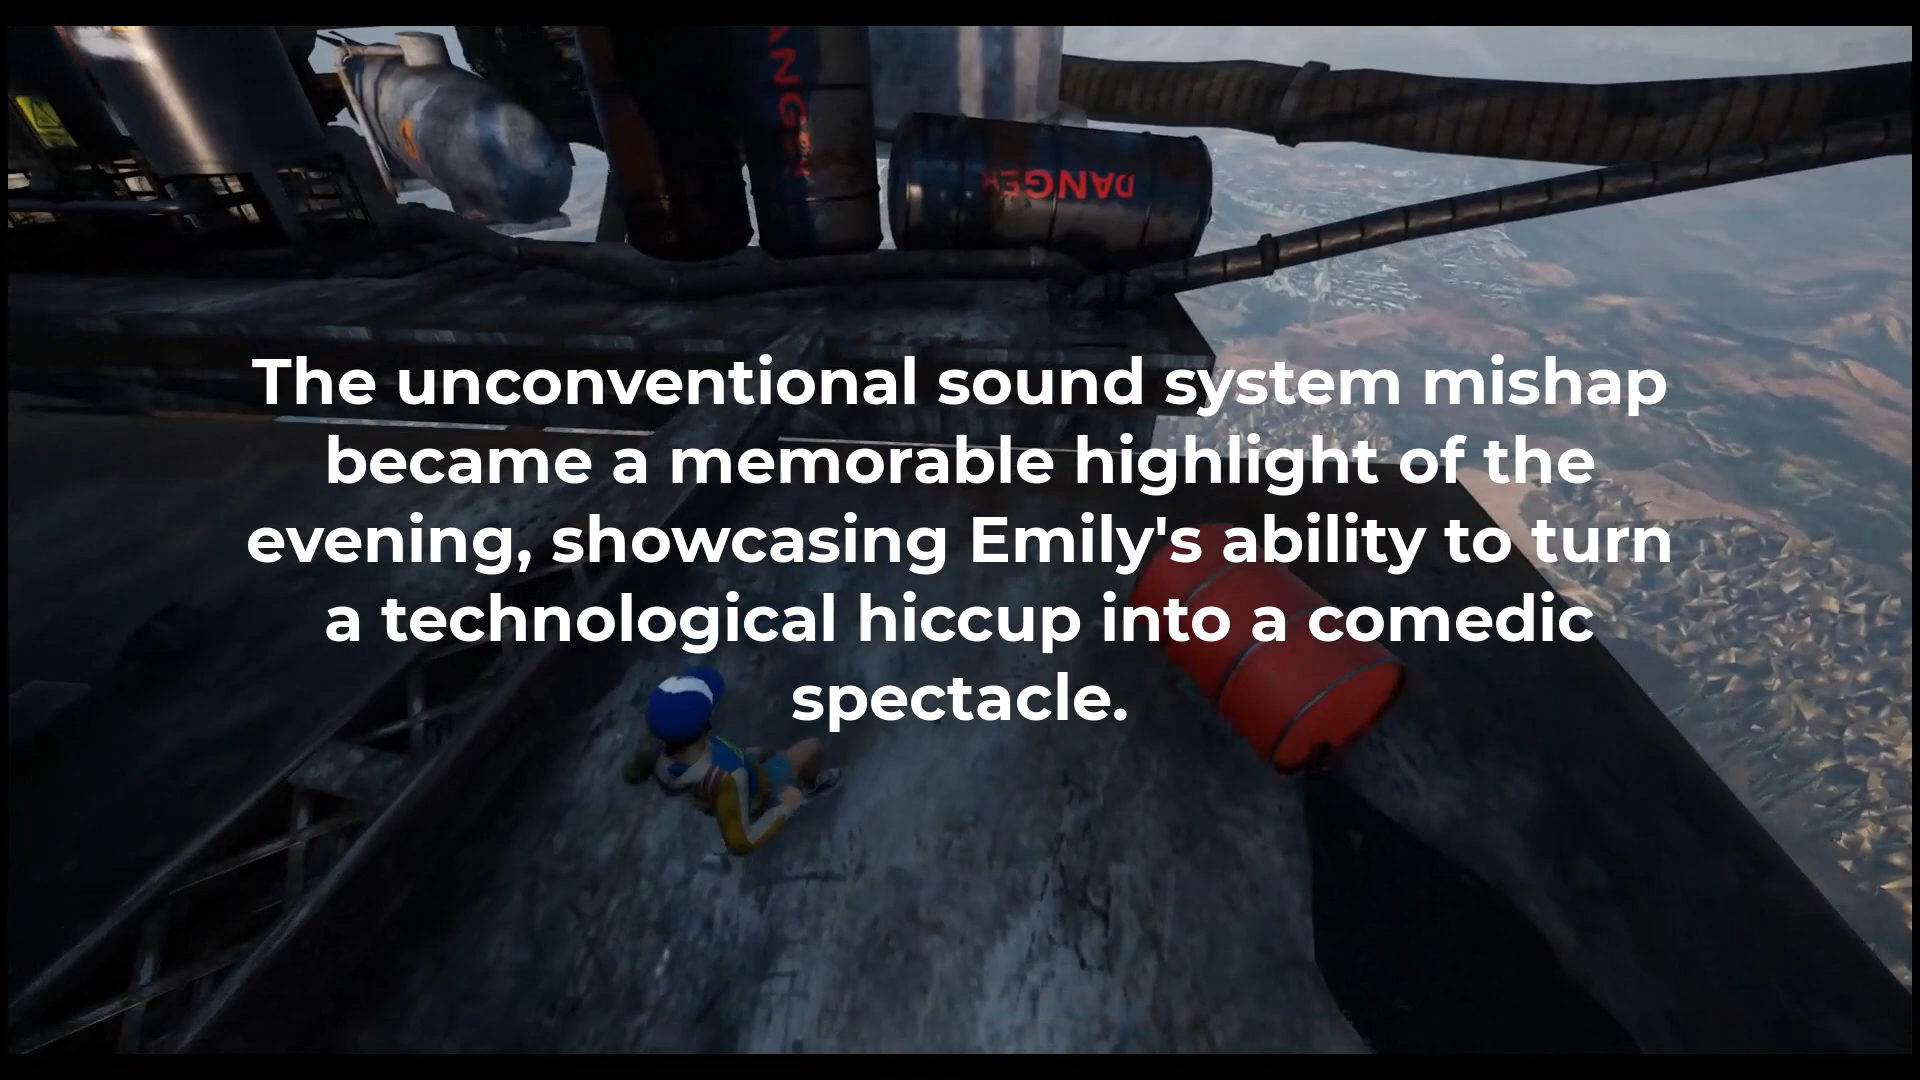 DANGER
DANGER
The unconventional sound system mishap
became a memorable highlight of the
evening, showcasing Emily's ability to turn
a technological hiccup into a comedic
spectacle.